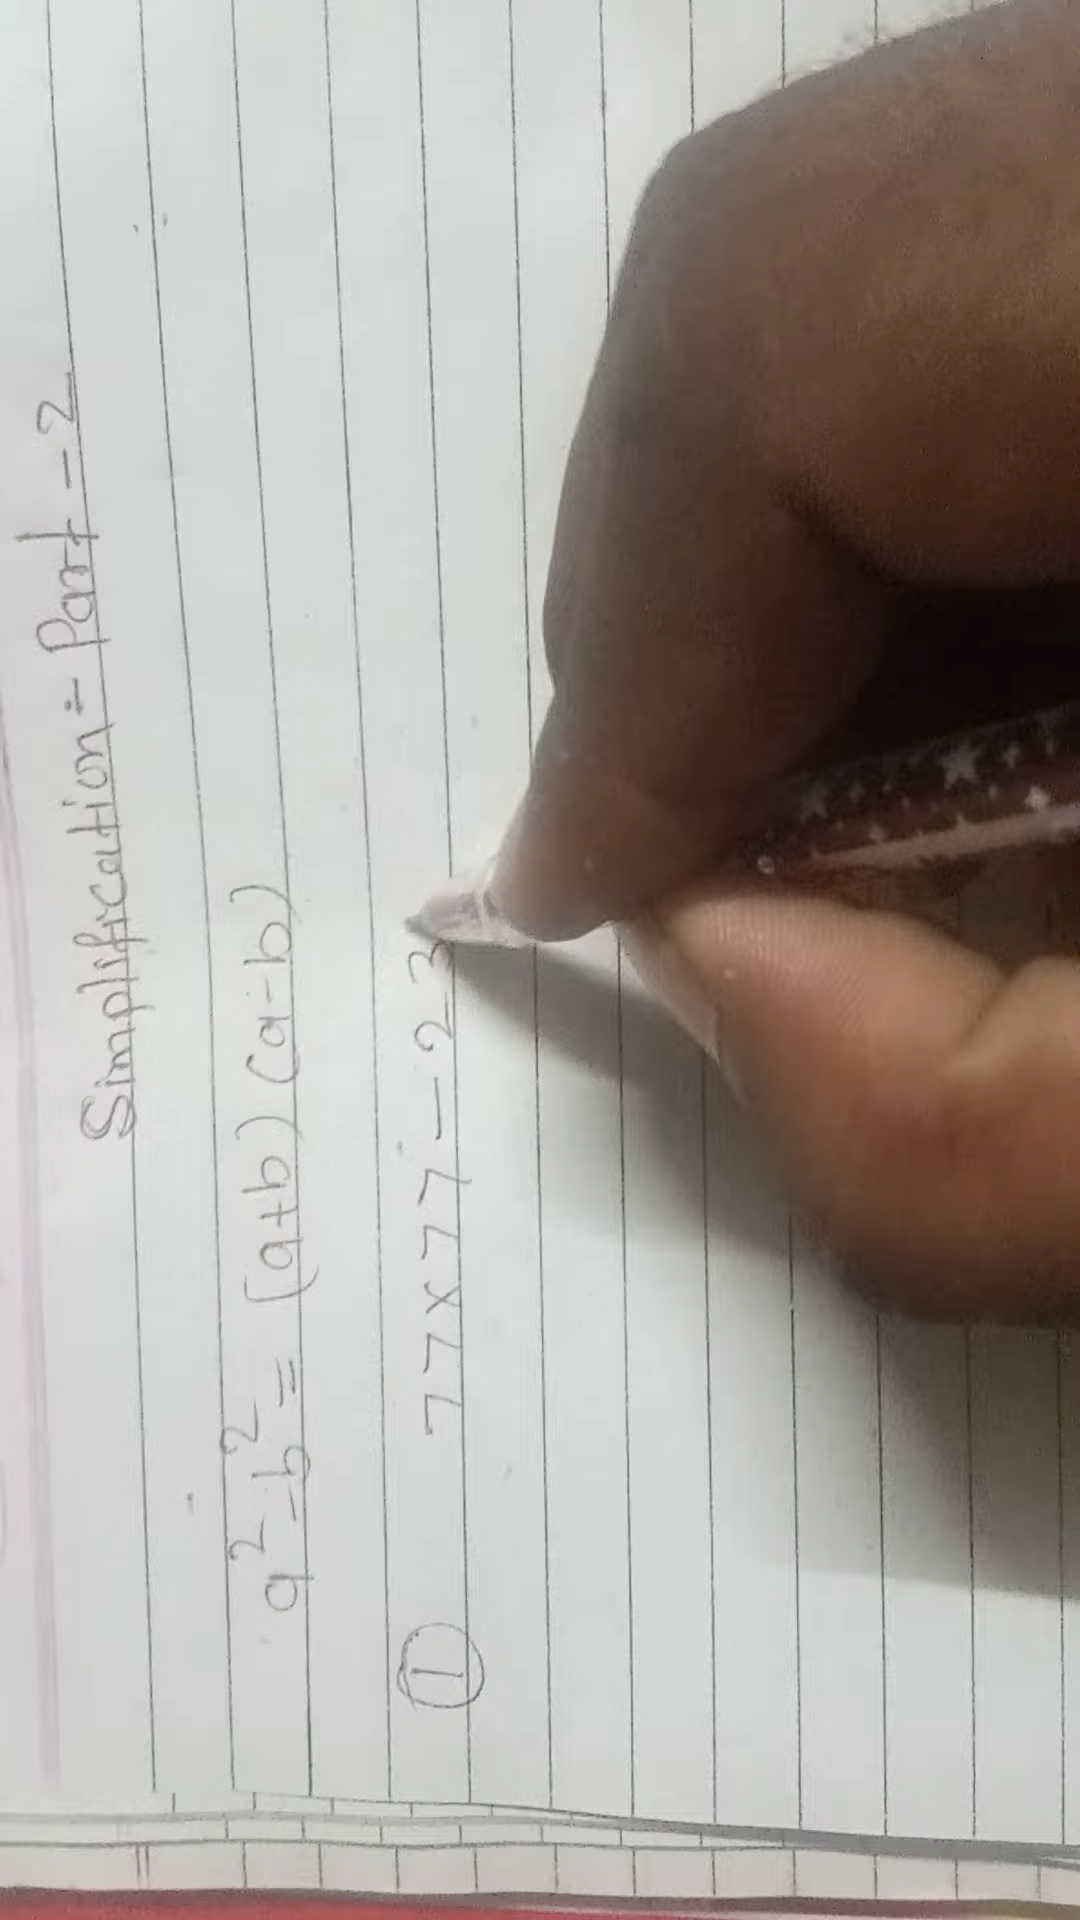 Simplification:- Part - 2
a² - b² = (a+b) (a-b)
① 77 x 77 - 23